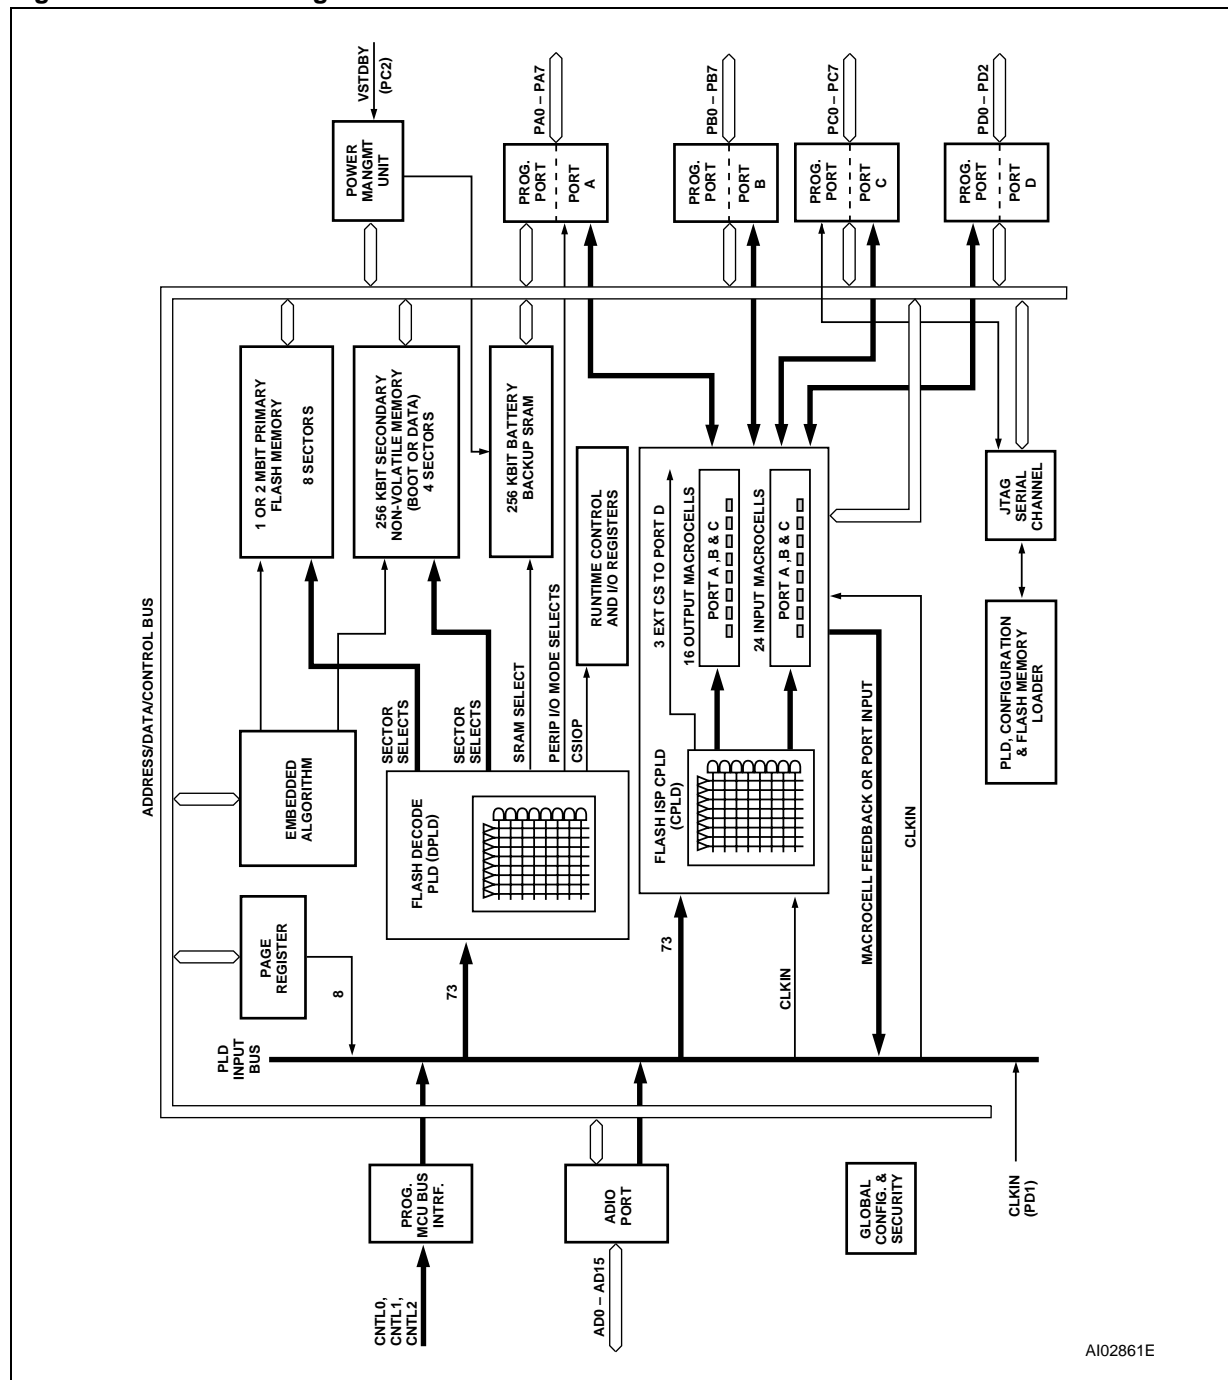 ADDRESS/DATA/CONTROL BUS
VSTDBY
(PC2)
POWER
MANGMT
UNIT
PA0 – PA7
PROG.
PORT
PORT
A
PB0 – PB7
PROG.
PORT
PORT
B
PC0 – PC7
PROG.
PORT
PORT
C
PD0 – PD2
PROG.
PORT
PORT
D
1 OR 2 MBIT PRIMARY
FLASH MEMORY
8 SECTORS
256 KBIT SECONDARY
NON-VOLATILE MEMORY
(BOOT OR DATA)
4 SECTORS
256 KBIT BATTERY
BACKUP SRAM
RUNTIME CONTROL
AND I/O REGISTERS
EMBEDDED
ALGORITHM
SECTOR
SELECTS
SECTOR
SELECTS
SRAM SELECT
PERIP I/O MODE SELECTS
CSIOP
FLASH DECODE
PLD (DPLD)
3 EXT CS TO PORT D
16 OUTPUT MACROCELLS
PORT A ,B & C
24 INPUT MACROCELLS
PORT A ,B & C
FLASH ISP CPLD
(CPLD)
JTAG
SERIAL
CHANNEL
PLD, CONFIGURATION
& FLASH MEMORY
LOADER
PAGE
REGISTER
8
73
73
CLKIN
MACROCELL FEEDBACK OR PORT INPUT
CLKIN
PLD
INPUT
BUS
PROG.
MCU BUS
INTRF.
ADIO
PORT
GLOBAL
CONFIG. &
SECURITY
CLKIN
(PD1)
CNTL0,
CNTL1,
CNTL2
AD0 – AD15
AI02861E